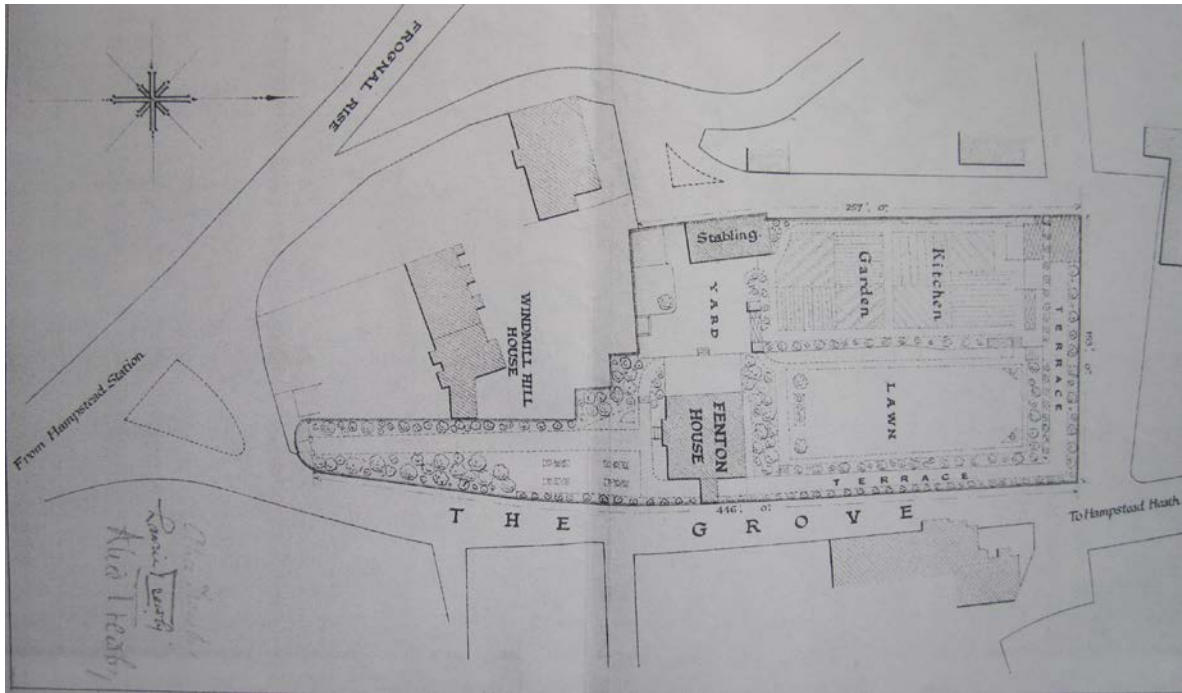 FROGNAL RISE
257'. 0".
Stabling.
Kitchen
Garden
YARD
WINDMILL HILL
HOUSE
TERRACE
FENTON
HOUSE
LAWN
TERRACE
From Hampstead Station
446'. 0".
THE GROVE
To Hampstead Heath